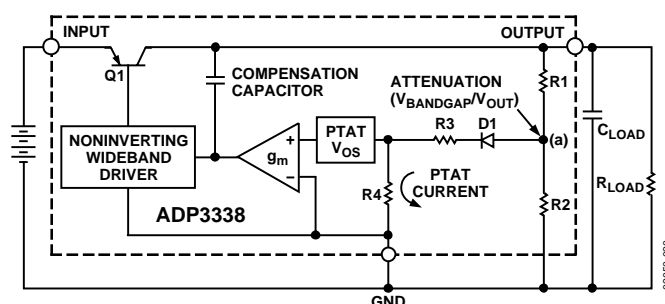 INPUT
OUTPUT
Q1
COMPENSATION
CAPACITOR
ATTENUATION
(VBANDGAP/VOUT)
R1
NONINVERTING
WIDEBAND
DRIVER
gm
+
−
PTAT
VOS
R3
D1
(a)
CLOAD
R4
PTAT
CURRENT
R2
RLOAD
ADP3338
GND